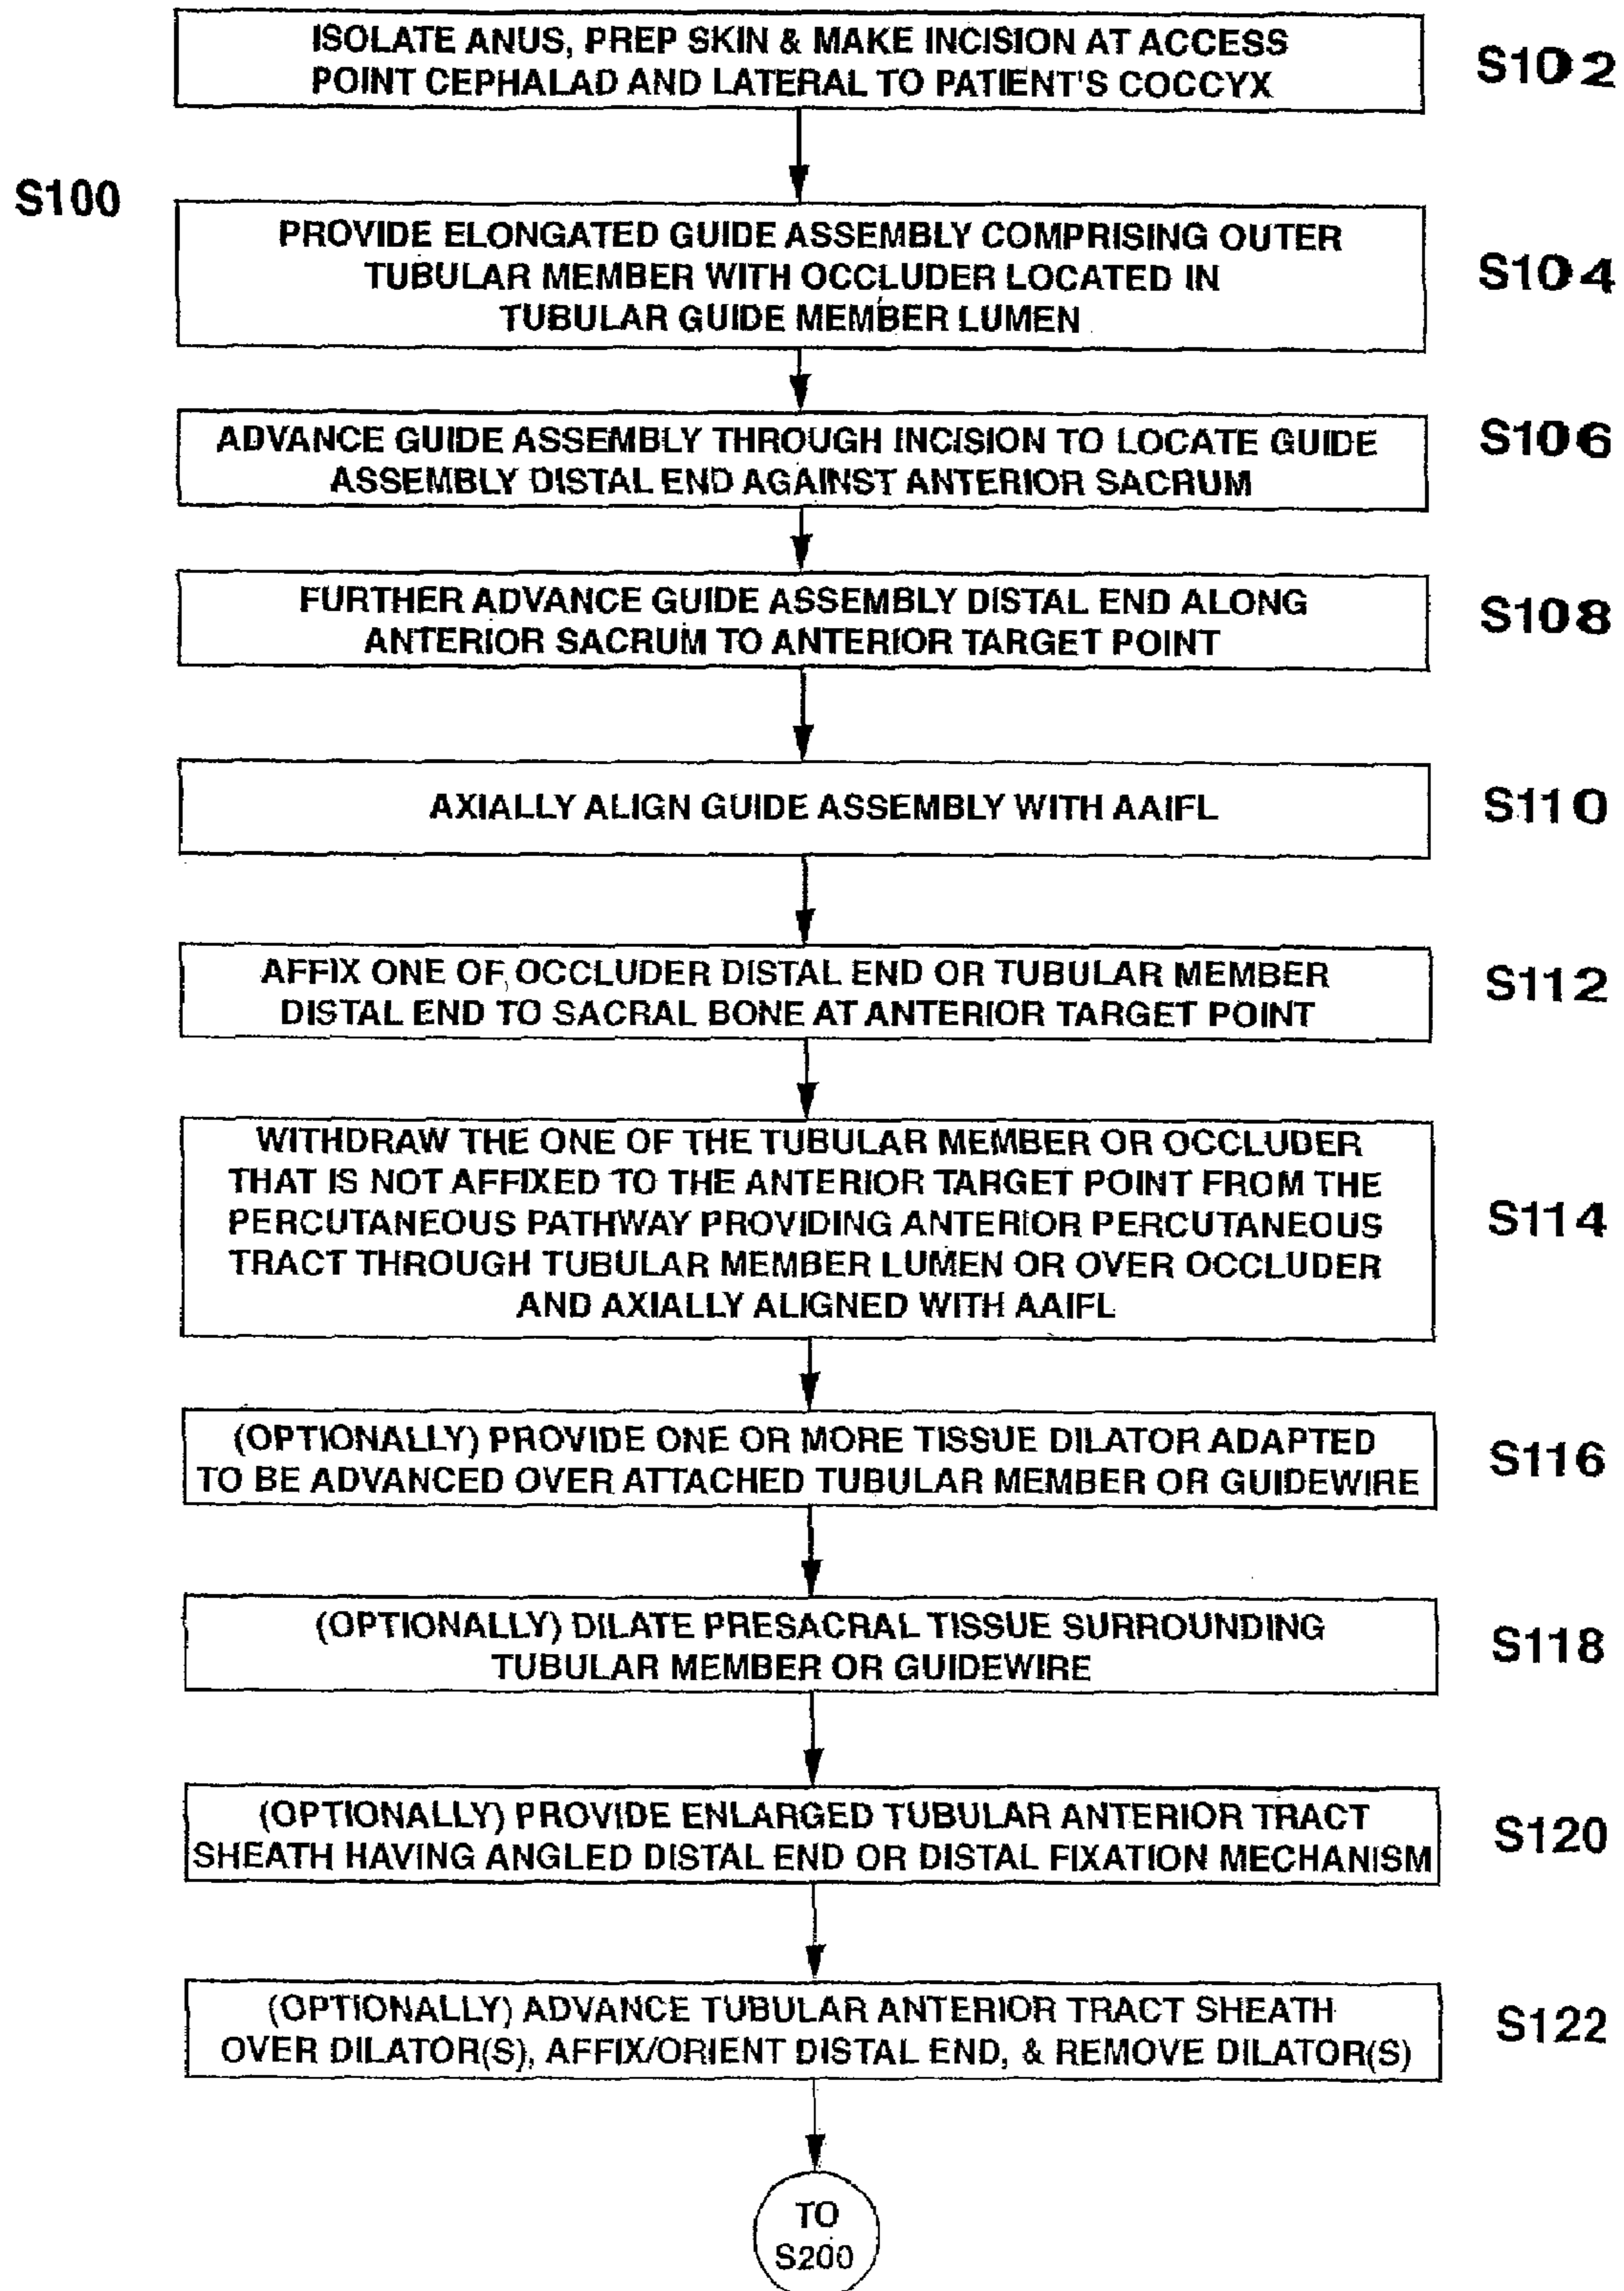 ISOLATE ANUS, PREP SKIN & MAKE INCISION AT ACCESS
POINT CEPHALAD AND LATERAL TO PATIENT'S COCCYX
S102
S100
PROVIDE ELONGATED GUIDE ASSEMBLY COMPRISING OUTER
TUBULAR MEMBER WITH OCCLUDER LOCATED IN
TUBULAR GUIDE MEMBER LUMEN
S104
ADVANCE GUIDE ASSEMBLY THROUGH INCISION TO LOCATE GUIDE
ASSEMBLY DISTAL END AGAINST ANTERIOR SACRUM
S106
FURTHER ADVANCE GUIDE ASSEMBLY DISTAL END ALONG
ANTERIOR SACRUM TO ANTERIOR TARGET POINT
S108
AXIALLY ALIGN GUIDE ASSEMBLY WITH AAIFL
S110
AFFIX ONE OF OCCLUDER DISTAL END OR TUBULAR MEMBER
DISTAL END TO SACRAL BONE AT ANTERIOR TARGET POINT
S112
WITHDRAW THE ONE OF THE TUBULAR MEMBER OR OCCLUDER
THAT IS NOT AFFIXED TO THE ANTERIOR TARGET POINT FROM THE
PERCUTANEOUS PATHWAY PROVIDING ANTERIOR PERCUTANEOUS
TRACT THROUGH TUBULAR MEMBER LUMEN OR OVER OCCLUDER
AND AXIALLY ALIGNED WITH AAIFL
S114
(OPTIONALLY) PROVIDE ONE OR MORE TISSUE DILATOR ADAPTED
TO BE ADVANCED OVER ATTACHED TUBULAR MEMBER OR GUIDEWIRE
S116
(OPTIONALLY) DILATE PRESACRAL TISSUE SURROUNDING
TUBULAR MEMBER OR GUIDEWIRE
S118
(OPTIONALLY) PROVIDE ENLARGED TUBULAR ANTERIOR TRACT
SHEATH HAVING ANGLED DISTAL END OR DISTAL FIXATION MECHANISM
S120
(OPTIONALLY) ADVANCE TUBULAR ANTERIOR TRACT SHEATH
OVER DILATOR(S), AFFIX/ORIENT DISTAL END, & REMOVE DILATOR(S)
S122
TO
S200